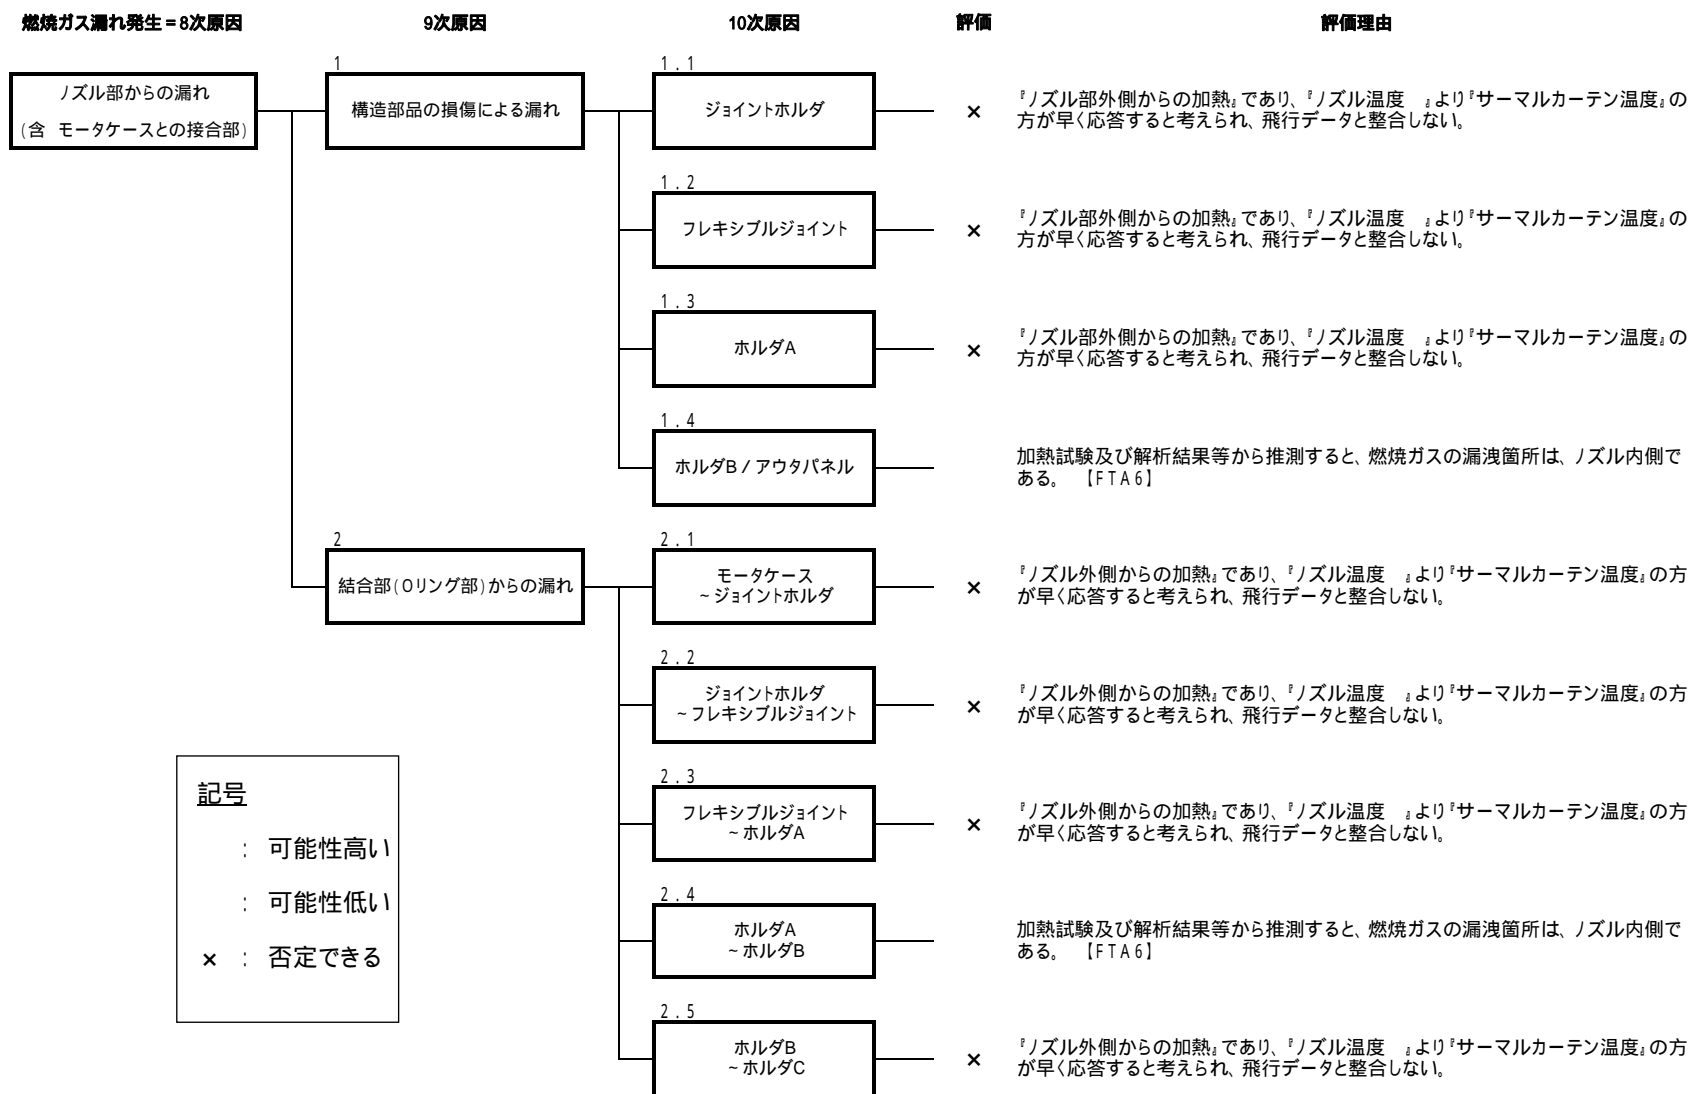 燃焼ガス漏れ発生=8次原因 9次原因 10次原因 評価 評価理由
ノズル部からの漏れ
(含 モータケースとの接合部)
1
構造部品の損傷による漏れ
1.1
ジョイントホルダ
×
『ノズル部外側からの加熱』であり、『ノズル温度 』より『サーマルカーテン温度』の
方が早く応答すると考えられ、飛行データと整合しない。
1.2
フレキシブルジョイント
×
『ノズル部外側からの加熱』であり、『ノズル温度 』より『サーマルカーテン温度』の
方が早く応答すると考えられ、飛行データと整合しない。
1.3
ホルダA
×
『ノズル部外側からの加熱』であり、『ノズル温度 』より『サーマルカーテン温度』の
方が早く応答すると考えられ、飛行データと整合しない。
1.4
ホルダB/アウタパネル
加熱試験及び解析結果等から推測すると、燃焼ガスの漏洩箇所は、ノズル内側で
ある。 【FTA6】
2
結合部(Oリング部)からの漏れ
2.1
モータケース
~ジョイントホルダ
×
『ノズル外側からの加熱』であり、『ノズル温度 』より『サーマルカーテン温度』の方
が早く応答すると考えられ、飛行データと整合しない。
2.2
ジョイントホルダ
~フレキシブルジョイント
×
『ノズル外側からの加熱』であり、『ノズル温度 』より『サーマルカーテン温度』の方
が早く応答すると考えられ、飛行データと整合しない。
2.3
フレキシブルジョイント
~ホルダA
×
『ノズル外側からの加熱』であり、『ノズル温度 』より『サーマルカーテン温度』の方
が早く応答すると考えられ、飛行データと整合しない。
2.4
ホルダA
~ホルダB
加熱試験及び解析結果等から推測すると、燃焼ガスの漏洩箇所は、ノズル内側で
ある。 【FTA6】
2.5
ホルダB
~ホルダC
×
『ノズル外側からの加熱』であり、『ノズル温度 』より『サーマルカーテン温度』の方
が早く応答すると考えられ、飛行データと整合しない。
記号
: 可能性高い
: 可能性低い
× : 否定できる